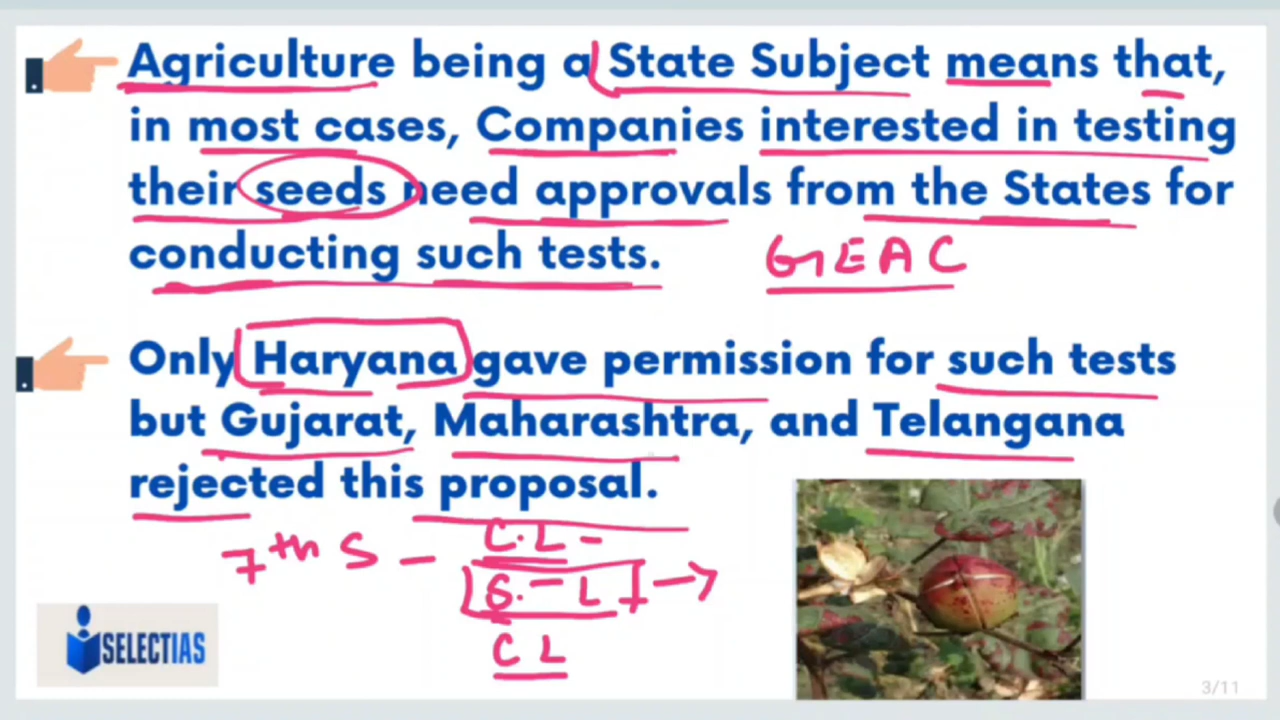 Agriculture being a State Subject means that,
in most cases, Companies interested in testing
their seeds need approvals from the States for
conducting such tests.
GEAC
Only Haryana gave permission for such tests
but Gujarat, Maharashtra, and Telangana
rejected this proposal.
7th S - C.L -
S. - L →
C L
SELECTIAS
3/11